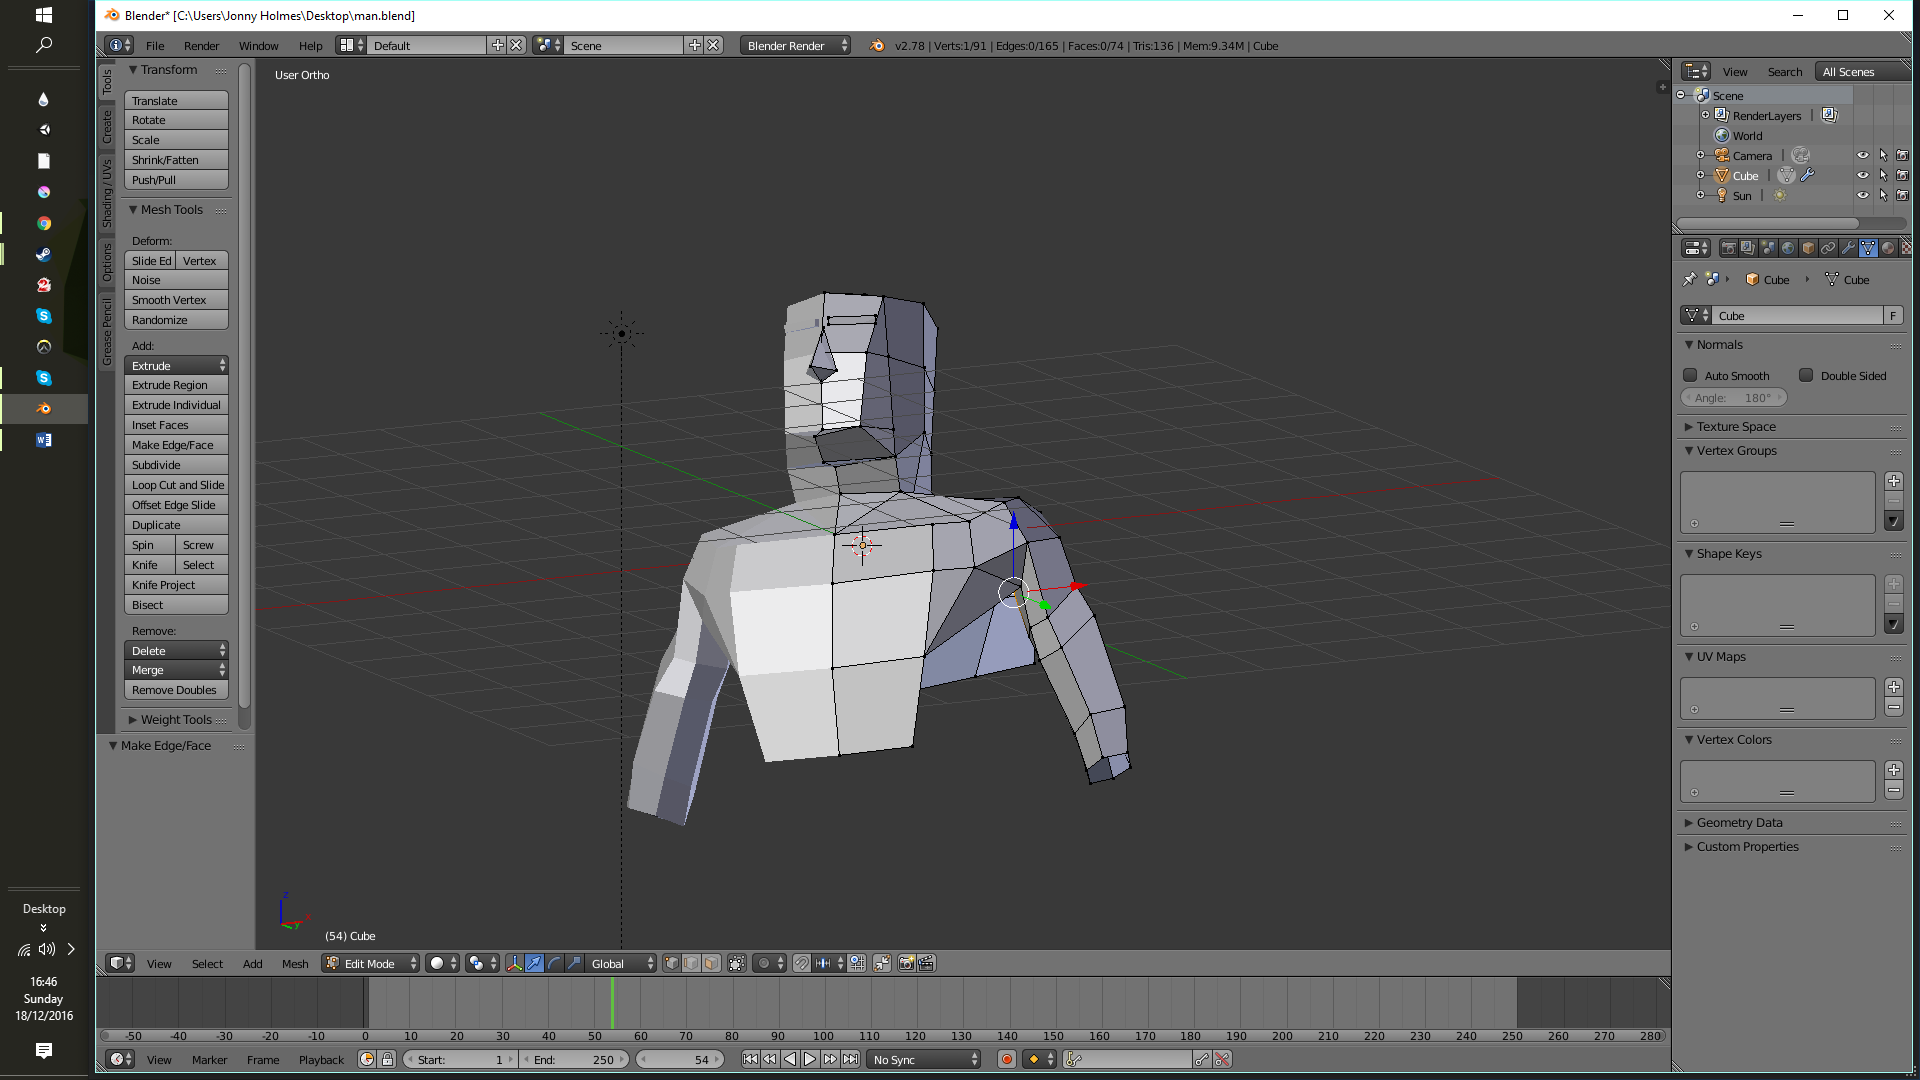 Blender* [C:\Users\Jonny Holmes\Desktop\man.blend]
File Render Window Help Default Scene Blender Render v2.78 | Verts:1/91 | Edges:0/165 | Faces:0/74 | Tris:136 | Mem:9.34M | Cube
Tools
Create
Shading / UVs
Options
Grease Pencil
Transform
Translate
Rotate
Scale
Shrink/Fatten
Push/Pull
Mesh Tools
Deform:
Slide Ed Vertex
Noise
Smooth Vertex
Randomize
Add:
Extrude
Extrude Region
Extrude Individual
Inset Faces
Make Edge/Face
Subdivide
Loop Cut and Slide
Offset Edge Slide
Duplicate
Spin Screw
Knife Select
Knife Project
Bisect
Remove:
Delete
Merge
Remove Doubles
Weight Tools
Make Edge/Face
User Ortho
z
x
y
(54) Cube
View Search All Scenes
Scene
RenderLayers
World
Camera
Cube
Sun
Cube Cube
Cube F
Normals
Auto Smooth Double Sided
Angle: 180°
Texture Space
Vertex Groups
Shape Keys
UV Maps
Vertex Colors
Geometry Data
Custom Properties
View Select Add Mesh Edit Mode Global
-50 -40 -30 -20 -10 0 10 20 30 40 50 60 70 80 90 100 110 120 130 140 150 160 170 180 190 200 210 220 230 240 250 260 270 280
View Marker Frame Playback Start: 1 End: 250 54 No Sync
Desktop
16:46
Sunday
18/12/2016